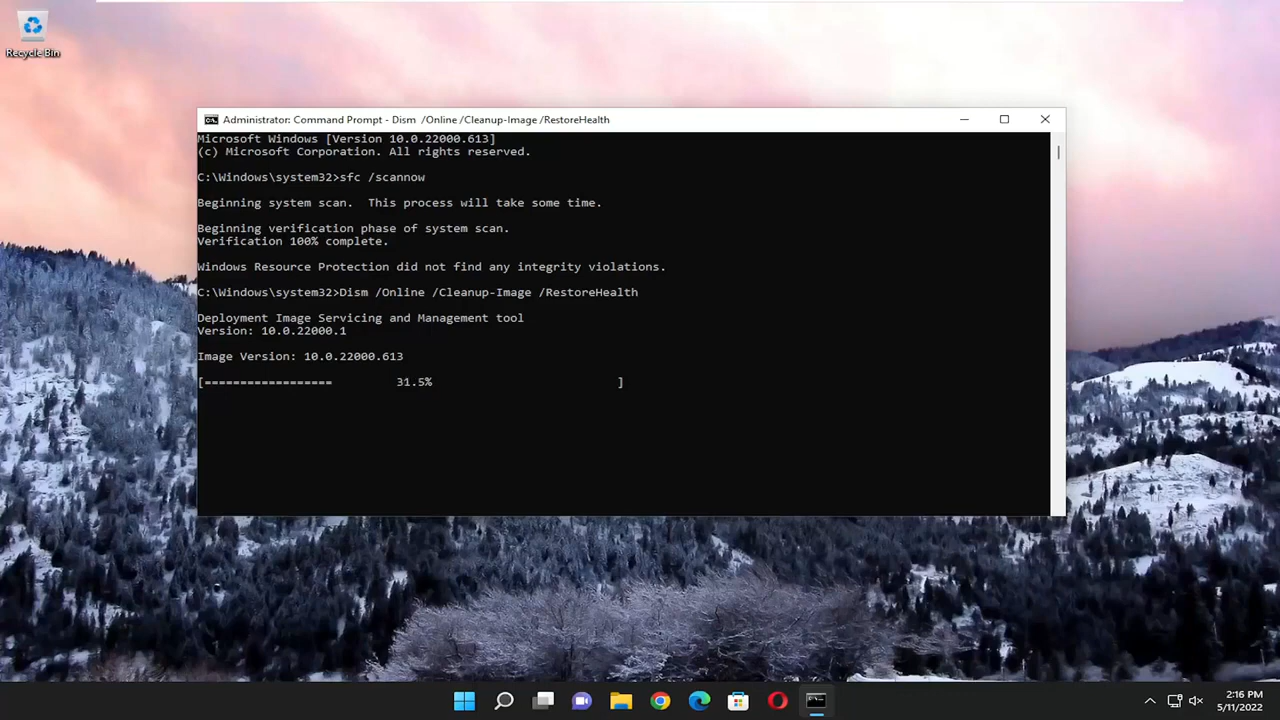 Recycle Bin
Administrator: Command Prompt - Dism  /Online /Cleanup-Image /RestoreHealth
Microsoft Windows [Version 10.0.22000.613]
(c) Microsoft Corporation. All rights reserved.
C:\Windows\system32>sfc /scannow
Beginning system scan.  This process will take some time.
Beginning verification phase of system scan.
Verification 100% complete.
Windows Resource Protection did not find any integrity violations.
C:\Windows\system32>Dism /Online /Cleanup-Image /RestoreHealth
Deployment Image Servicing and Management tool
Version: 10.0.22000.1
Image Version: 10.0.22000.613
[==================         31.5%                          ]
2:16 PM
5/11/2022